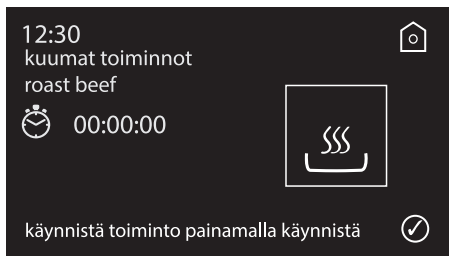 12:30
kuumat toiminnot
roast beef
00:00:00
käynnistä toiminto painamalla käynnistä